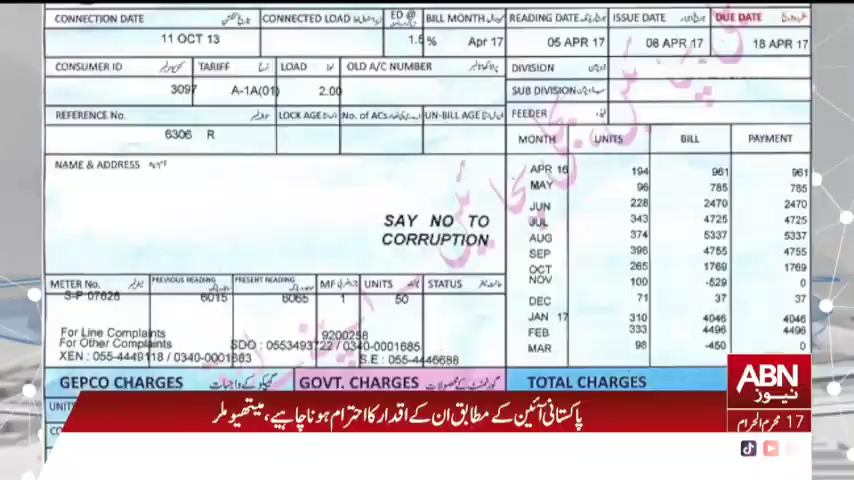 CONNECTION DATE CONNECTED LOAD ED @ BILL MONTH READING DATE ISSUE DATE DUE DATE
11 OCT 13 1.5 % Apr 17 05 APR 17 06 APR 17 18 APR 17
CONSUMER ID TARIFF LOAD OLD A/C NUMBER DIVISION
3097 A-1A(01) 2.00 SUB DIVISION
REFERENCE No. LOCK AGE No. of ACs UN-BILL AGE FEEDER
6306 R
MONTH UNITS BILL PAYMENT
NAME & ADDRESS
APR 16 194 961 961
MAY 96 785 785
JUN 228 2470 2470
JUL 343 4725 4725
AUG 374 5337 5337
SEP 396 4755 4755
OCT 265 1769 1769
NOV 100 -529 0
DEC 71 37 37
JAN 17 310 4046 4046
FEB 333 4496 4496
MAR 98 -450 0
SAY NO TO
CORRUPTION
METER No. PREVIOUS READING PRESENT READING MF UNITS STATUS
S-P 07626 6015 6065 1 50
For Line Complaints 9200258
For Other Complaints SDO: 0553493722 / 0340-0001685
XEN : 055-4449118 / 0340-0001683 S.E : 055-4446688
GEPCO CHARGES GOVT. CHARGES TOTAL CHARGES
UNITS
ABN
نیوز
پاکستانی آئین کے مطابق ان کے اقدار کا احترام ہونا چاہیے، میتھیو ملر
17 محرم الحرام